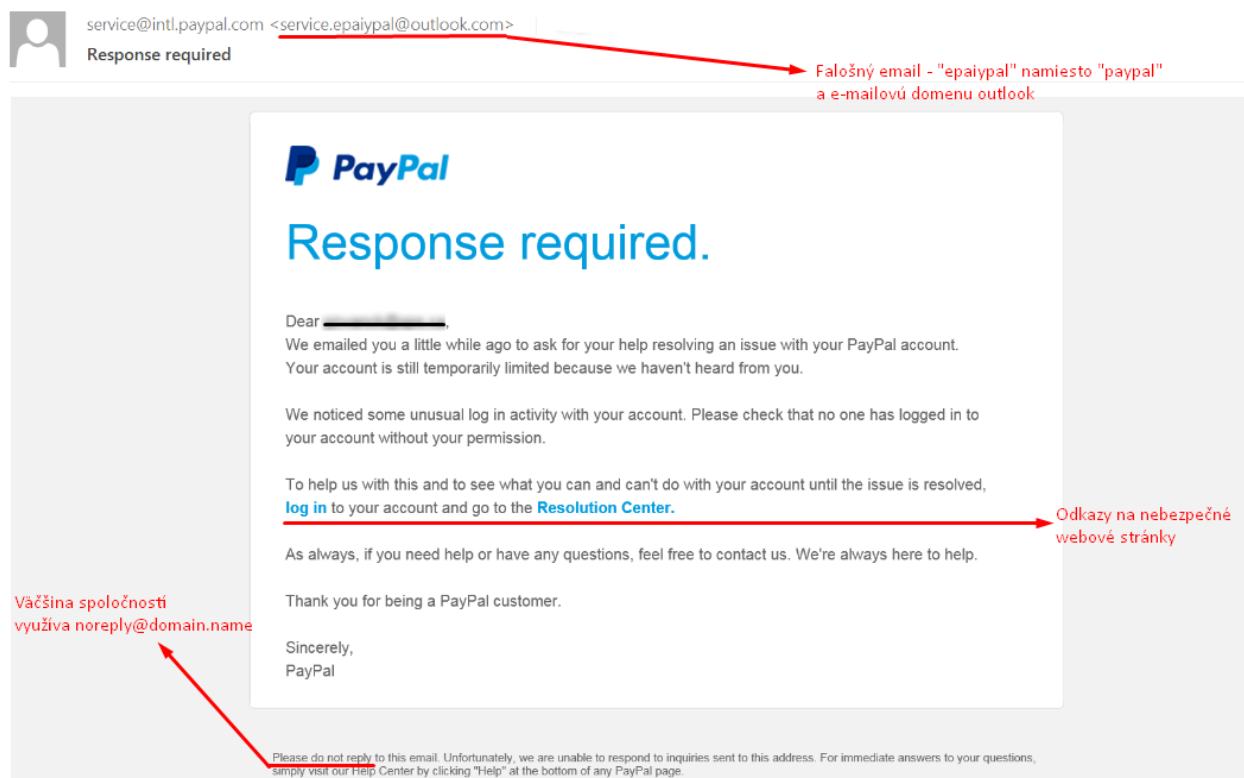 service@intl.paypal.com <service.epaiypal@outlook.com>
Response required
Falošný email - "epaiypal" namiesto "paypal"
a e-mailovú domenu outlook
PayPal
Response required.
Dear ,
We emailed you a little while ago to ask for your help resolving an issue with your PayPal account.
Your account is still temporarily limited because we haven't heard from you.
We noticed some unusual log in activity with your account. Please check that no one has logged in to
your account without your permission.
To help us with this and to see what you can and can't do with your account until the issue is resolved,
log in to your account and go to the Resolution Center.
Odkazy na nebezpečné
webové stránky
As always, if you need help or have any questions, feel free to contact us. We're always here to help.
Thank you for being a PayPal customer.
Väčšina spoločností
využíva noreply@domain.name
Sincerely,
PayPal
Please do not reply to this email. Unfortunately, we are unable to respond to inquiries sent to this address. For immediate answers to your questions,
simply visit our Help Center by clicking "Help" at the bottom of any PayPal page.